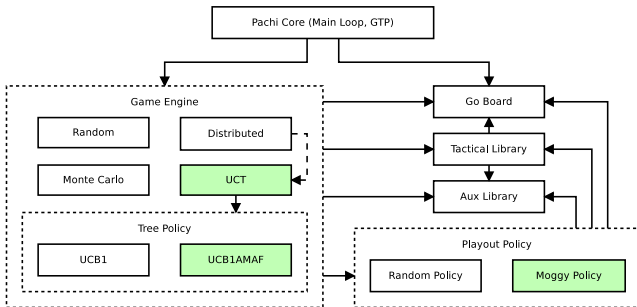 Pachi Core (Main Loop, GTP)
Game Engine
Go Board
Random
Distributed
Tactical Library
Monte Carlo
UCT
Aux Library
Tree Policy
Playout Policy
UCB1
UCB1AMAF
Random Policy
Moggy Policy